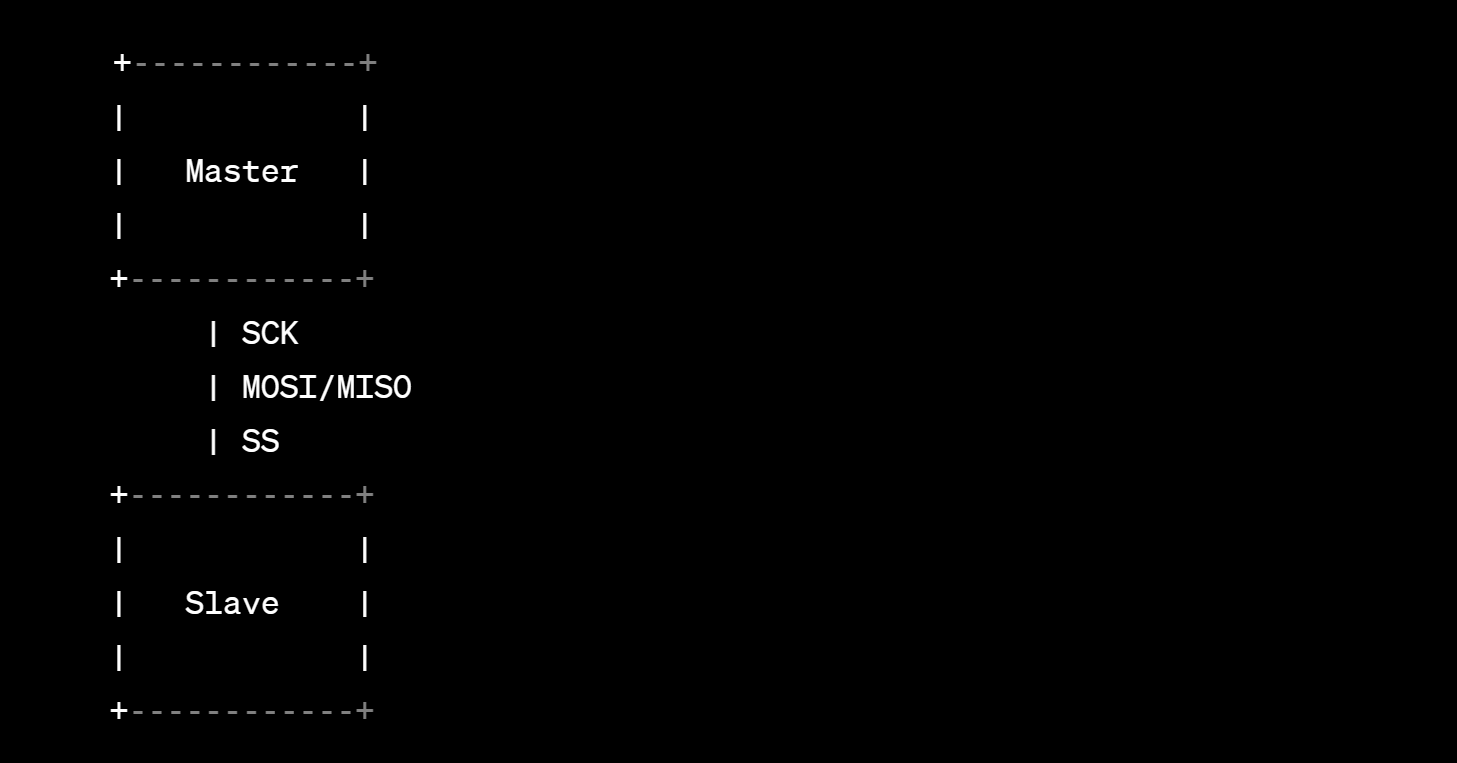 +------------+
|            |
|   Master   |
|            |
+------------+
     | SCK
     | MOSI/MISO
     | SS
+------------+
|            |
|   Slave    |
|            |
+------------+